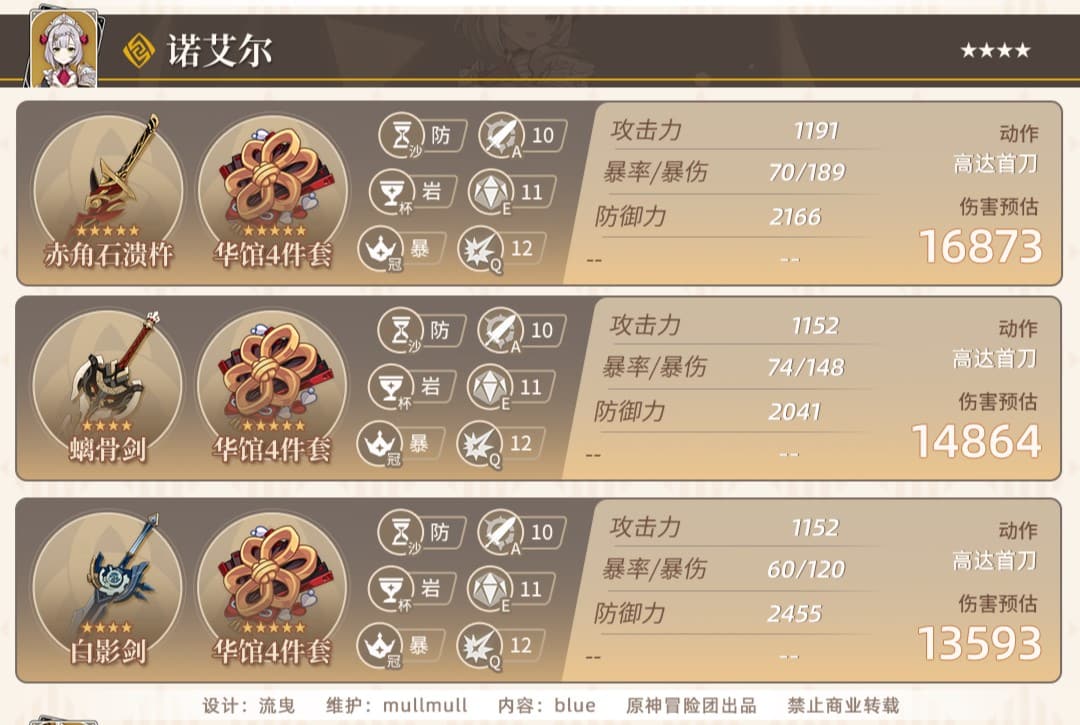 诺艾尔 ★★★★
沙 防 A 10
杯 岩 E 11
冠 暴 Q 12
赤角石溃杵 华馆4件套
攻击力 1191
暴率/暴伤 70/189
防御力 2166
-- --
动作
高达首刀
伤害预估
16873
沙 防 A 10
杯 岩 E 11
冠 暴 Q 12
螭骨剑 华馆4件套
攻击力 1152
暴率/暴伤 74/148
防御力 2041
-- --
动作
高达首刀
伤害预估
14864
沙 防 A 10
杯 岩 E 11
冠 暴 Q 12
白影剑 华馆4件套
攻击力 1152
暴率/暴伤 60/120
防御力 2455
-- --
动作
高达首刀
伤害预估
13593
设计：流曳 维护：mullmull 内容：blue 原神冒险团出品 禁止商业转载